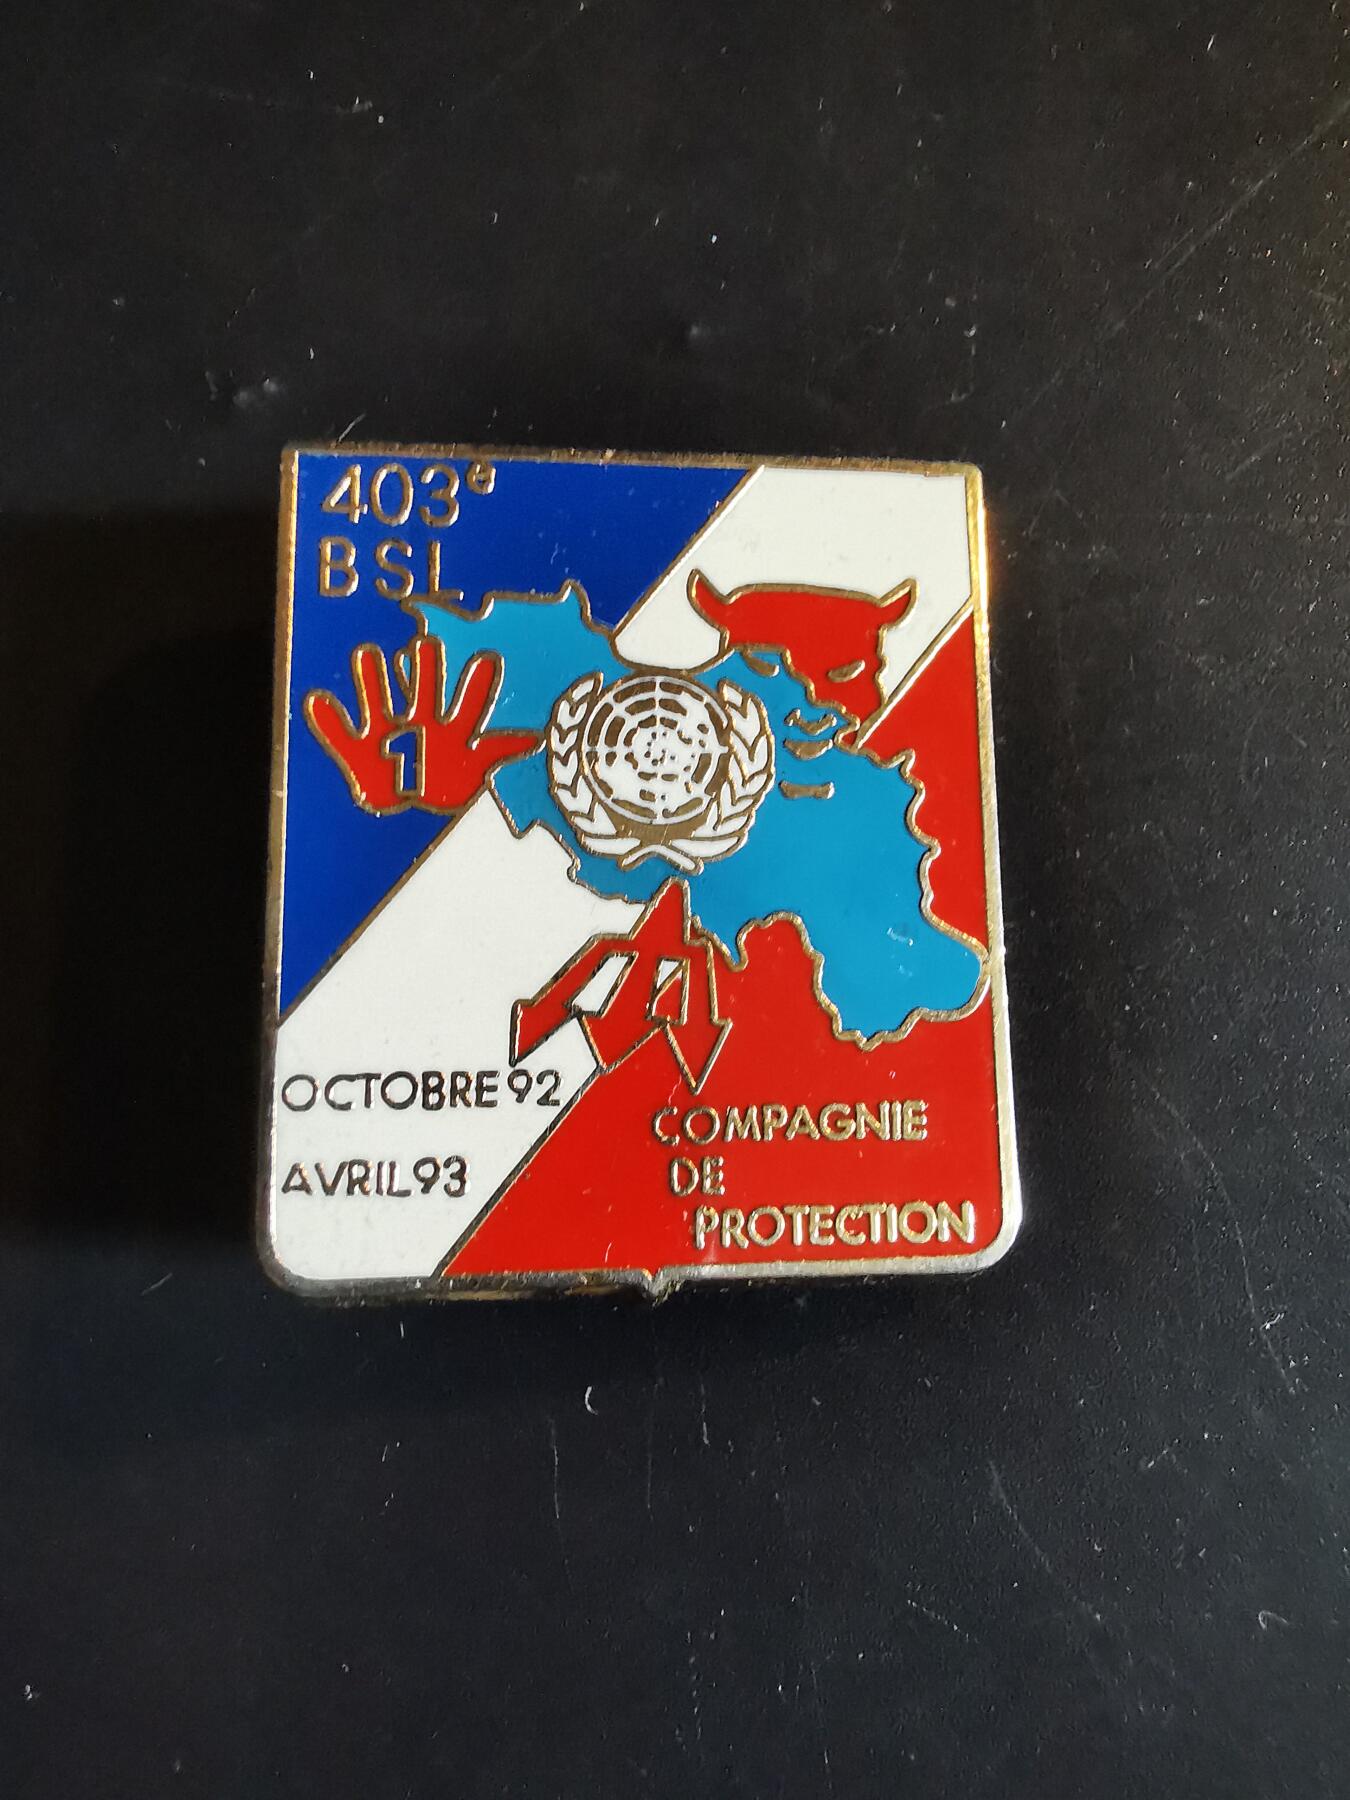 403e
BSL
1
OCTOBRE 92
AVRIL 93
COMPAGNIE
DE
PROTECTION